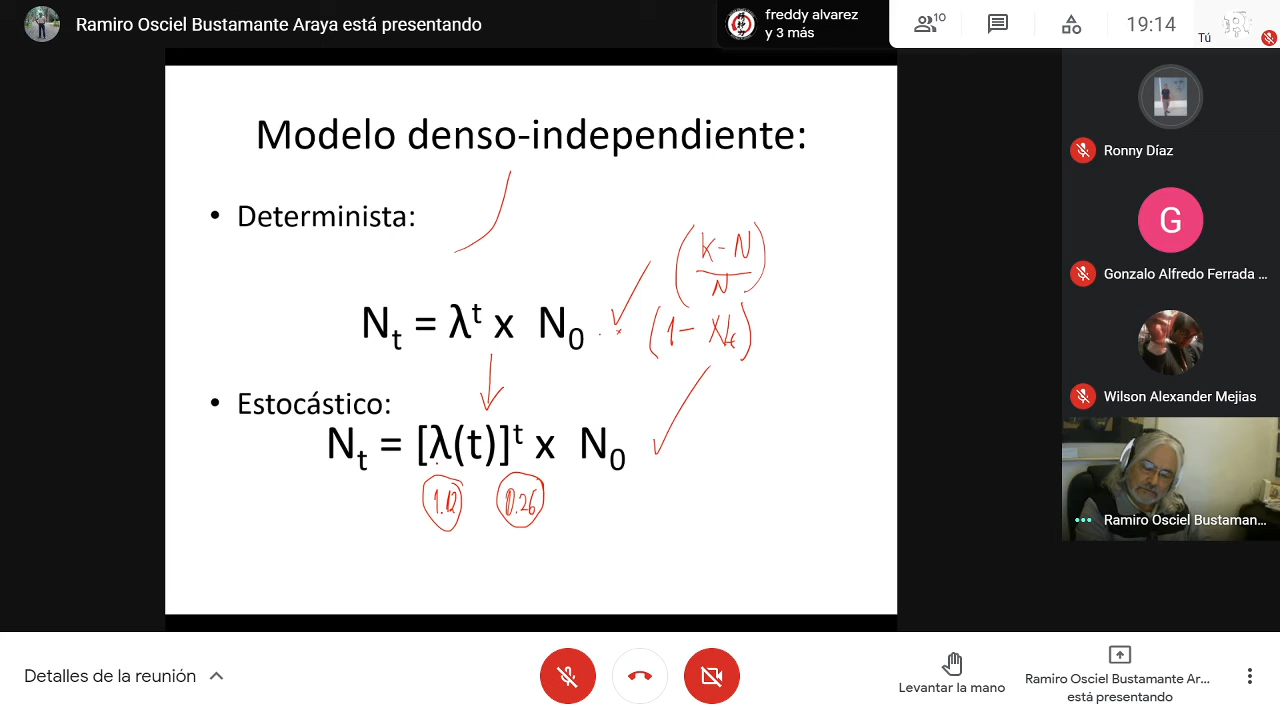 Ramiro Osciel Bustamante Araya está presentando
freddy alvarez
y 3 más
10
19:14
Tú
Modelo denso-independiente:
• Determinista:
(K - N / N)
Nt = λ^t x N0
(1 -
• Estocástico:
Nt = [λ(t)]^t x N0
1.12 0.26
Ronny Díaz
G
Gonzalo Alfredo Ferrada ...
Wilson Alexander Mejias
Ramiro Osciel Bustaman...
Detalles de la reunión
Levantar la mano
Ramiro Osciel Bustamante Ar...
está presentando